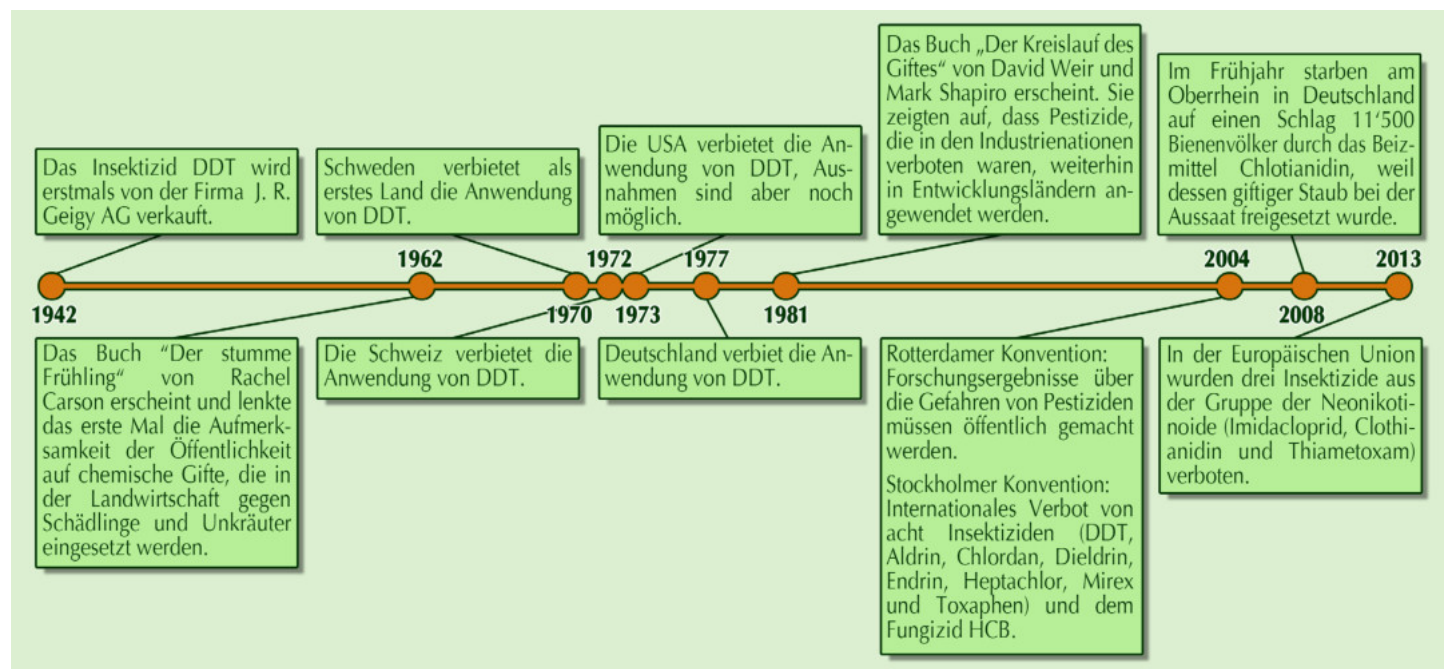 Das Insektizid DDT wird
erstmals von der Firma J. R.
Geigy AG verkauft.
Schweden verbietet als
erstes Land die Anwendung
von DDT.
Die USA verbietet die An-
wendung von DDT, Aus-
nahmen sind aber noch
möglich.
Das Buch „Der Kreislauf des
Giftes“ von David Weir und
Mark Shapiro erscheint. Sie
zeigten auf, dass Pestizide,
die in den Industrienationen
verboten waren, weiterhin
in Entwicklungsländern an-
gewendet werden.
Im Frühjahr starben am
Oberrhein in Deutschland
auf einen Schlag 11‘500
Bienenvölker durch das Beiz-
mittel Chlotianidin, weil
dessen giftiger Staub bei der
Aussaat freigesetzt wurde.
1962 1972 1977 2004 2013
1942 1970 1973 1981 2008
Das Buch “Der stumme
Frühling“ von Rachel
Carson erscheint und lenkte
das erste Mal die Aufmerk-
samkeit der Öffentlichkeit
auf chemische Gifte, die in
der Landwirtschaft gegen
Schädlinge und Unkräuter
eingesetzt werden.
Die Schweiz verbietet die
Anwendung von DDT.
Deutschland verbiet die An-
wendung von DDT.
Rotterdamer Konvention:
Forschungsergebnisse über
die Gefahren von Pestiziden
müssen öffentlich gemacht
werden.
Stockholmer Konvention:
Internationales Verbot von
acht Insektiziden (DDT,
Aldrin, Chlordan, Dieldrin,
Endrin, Heptachlor, Mirex
und Toxaphen) und dem
Fungizid HCB.
In der Europäischen Union
wurden drei Insektizide aus
der Gruppe der Neonikoti-
noide (Imidacloprid, Clothi-
anidin und Thiametoxam)
verboten.